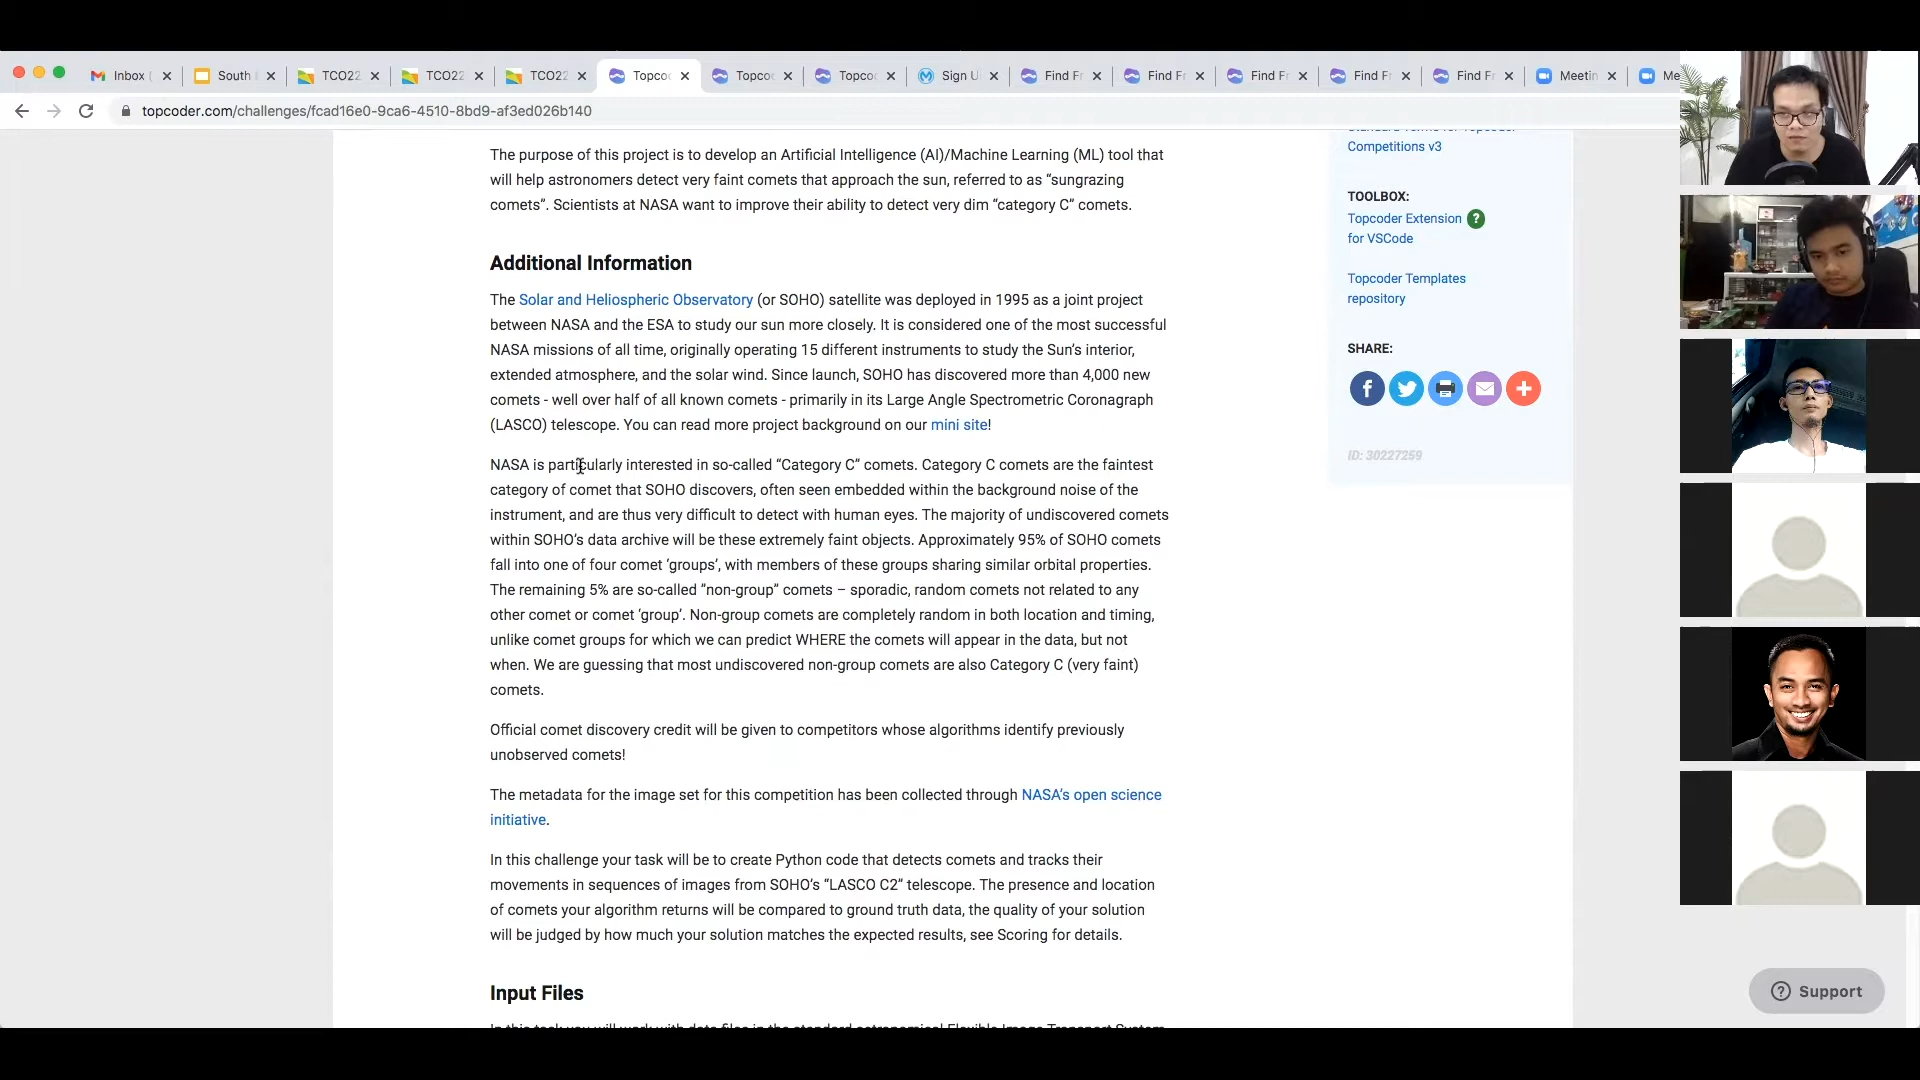 Inbox (
South
TCO22
TCO22
TCO22
Topco
Topco
Topco
Sign U
Find Fr
Find Fr
Find Fr
Find Fr
Find Fr
Meetin
Me
topcoder.com/challenges/fcad16e0-9ca6-4510-8bd9-af3ed026b140
The purpose of this project is to develop an Artificial Intelligence (AI)/Machine Learning (ML) tool that
will help astronomers detect very faint comets that approach the sun, referred to as “sungrazing
comets”. Scientists at NASA want to improve their ability to detect very dim “category C” comets.
Additional Information
The Solar and Heliospheric Observatory (or SOHO) satellite was deployed in 1995 as a joint project
between NASA and the ESA to study our sun more closely. It is considered one of the most successful
NASA missions of all time, originally operating 15 different instruments to study the Sun’s interior,
extended atmosphere, and the solar wind. Since launch, SOHO has discovered more than 4,000 new
comets - well over half of all known comets - primarily in its Large Angle Spectrometric Coronagraph
(LASCO) telescope. You can read more project background on our mini site!
NASA is particularly interested in so-called “Category C” comets. Category C comets are the faintest
category of comet that SOHO discovers, often seen embedded within the background noise of the
instrument, and are thus very difficult to detect with human eyes. The majority of undiscovered comets
within SOHO’s data archive will be these extremely faint objects. Approximately 95% of SOHO comets
fall into one of four comet ‘groups’, with members of these groups sharing similar orbital properties.
The remaining 5% are so-called “non-group” comets – sporadic, random comets not related to any
other comet or comet ‘group’. Non-group comets are completely random in both location and timing,
unlike comet groups for which we can predict WHERE the comets will appear in the data, but not
when. We are guessing that most undiscovered non-group comets are also Category C (very faint)
comets.
Official comet discovery credit will be given to competitors whose algorithms identify previously
unobserved comets!
The metadata for the image set for this competition has been collected through NASA’s open science
initiative.
In this challenge your task will be to create Python code that detects comets and tracks their
movements in sequences of images from SOHO’s “LASCO C2” telescope. The presence and location
of comets your algorithm returns will be compared to ground truth data, the quality of your solution
will be judged by how much your solution matches the expected results, see Scoring for details.
Input Files
In this task you will work with data files in the standard astronomical Flexible Image Transport System
Standard Terms for Topcoder
Competitions v3
TOOLBOX:
Topcoder Extension ?
for VSCode
Topcoder Templates
repository
SHARE:
ID: 30227259
Support